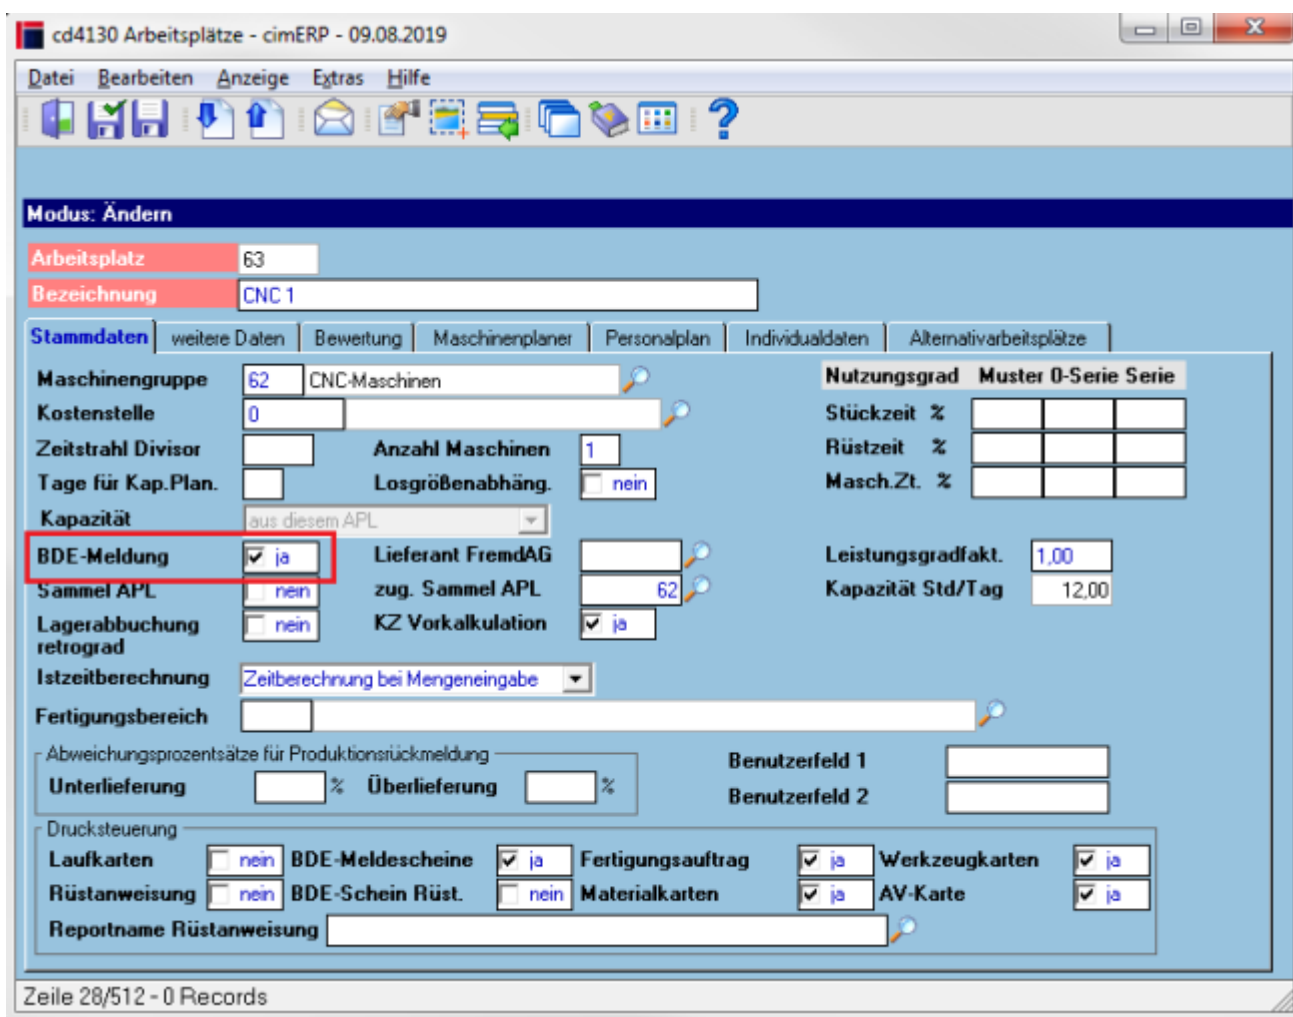 cd4130 Arbeitsplätze - cimERP - 09.08.2019
Datei Bearbeiten Anzeige Extras Hilfe
Modus: Ändern
Arbeitsplatz 63
Bezeichnung CNC 1
Stammdaten weitere Daten Bewertung Maschinenplaner Personalplan Individualdaten Alternativarbeitsplätze
Maschinengruppe 62 CNC-Maschinen Nutzungsgrad Muster 0-Serie Serie
Kostenstelle 0 Stückzeit %
Zeitstrahl Divisor Anzahl Maschinen 1 Rüstzeit %
Tage für Kap.Plan. Losgrößenabhäng. nein Masch.Zt. %
Kapazität aus diesem APL
BDE-Meldung ja Lieferant FremdAG Leistungsgradfakt. 1,00
Sammel APL nein zug. Sammel APL 62 Kapazität Std/Tag 12,00
Lagerabbuchung nein KZ Vorkalkulation ja
retrograd
Istzeitberechnung Zeitberechnung bei Mengeneingabe
Fertigungsbereich
Abweichungsprozentsätze für Produktionsrückmeldung
Benutzerfeld 1
Unterlieferung % Überlieferung %
Benutzerfeld 2
Drucksteuerung
Laufkarten nein BDE-Meldescheine ja Fertigungsauftrag ja Werkzeugkarten ja
Rüstanweisung nein BDE-Schein Rüst. nein Materialkarten ja AV-Karte ja
Reportname Rüstanweisung
Zeile 28/512 - 0 Records